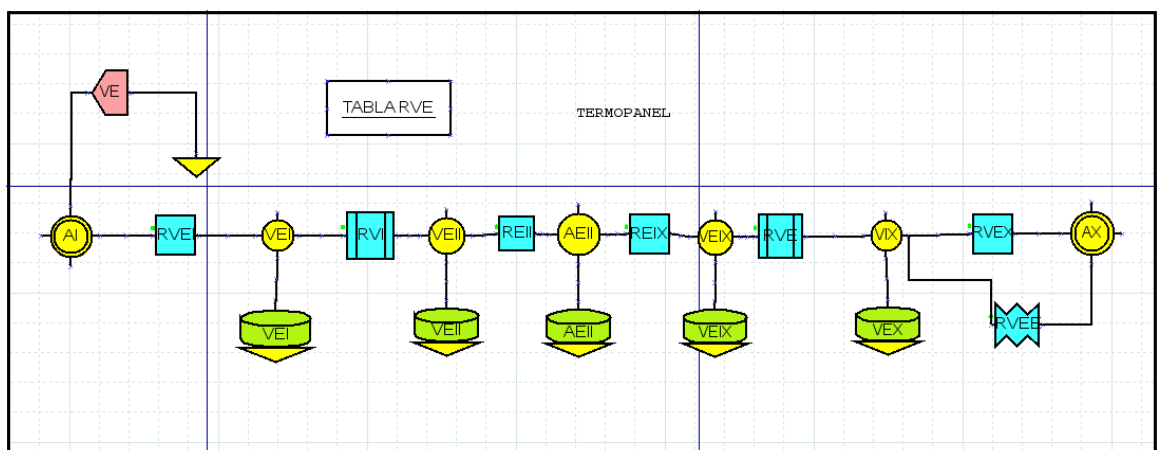 VE
TABLA RVE
TERMOPANEL
AI
RVEI
VEI
RVI
VEII
REII
AEII
REIX
VEIX
RVE
VIX
RVEX
AX
VEI
VEII
AEII
VEIX
VEX
RVEE